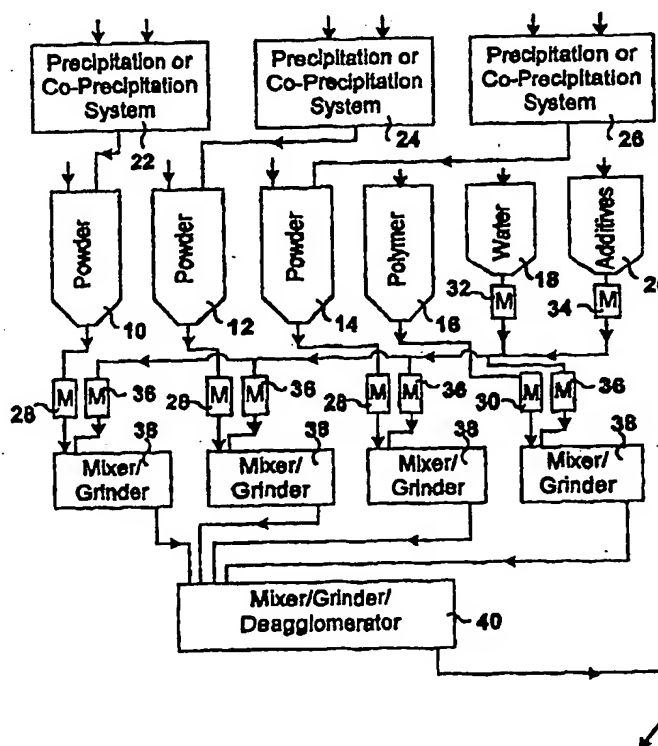 Precipitation or
Co-Precipitation
System
22
Precipitation or
Co-Precipitation
System
24
Precipitation or
Co-Precipitation
System
26
Powder
10
Powder
12
Powder
14
Polymer
16
Water
18
Additives
32
M
34
M
28
M
M
36
28
M
M
36
28
M
M
36
30
M
M
36
Mixer/
Grinder
38
Mixer/
Grinder
38
Mixer/
Grinder
38
Mixer/
Grinder
38
Mixer/Grinder/
Deagglomerator
40